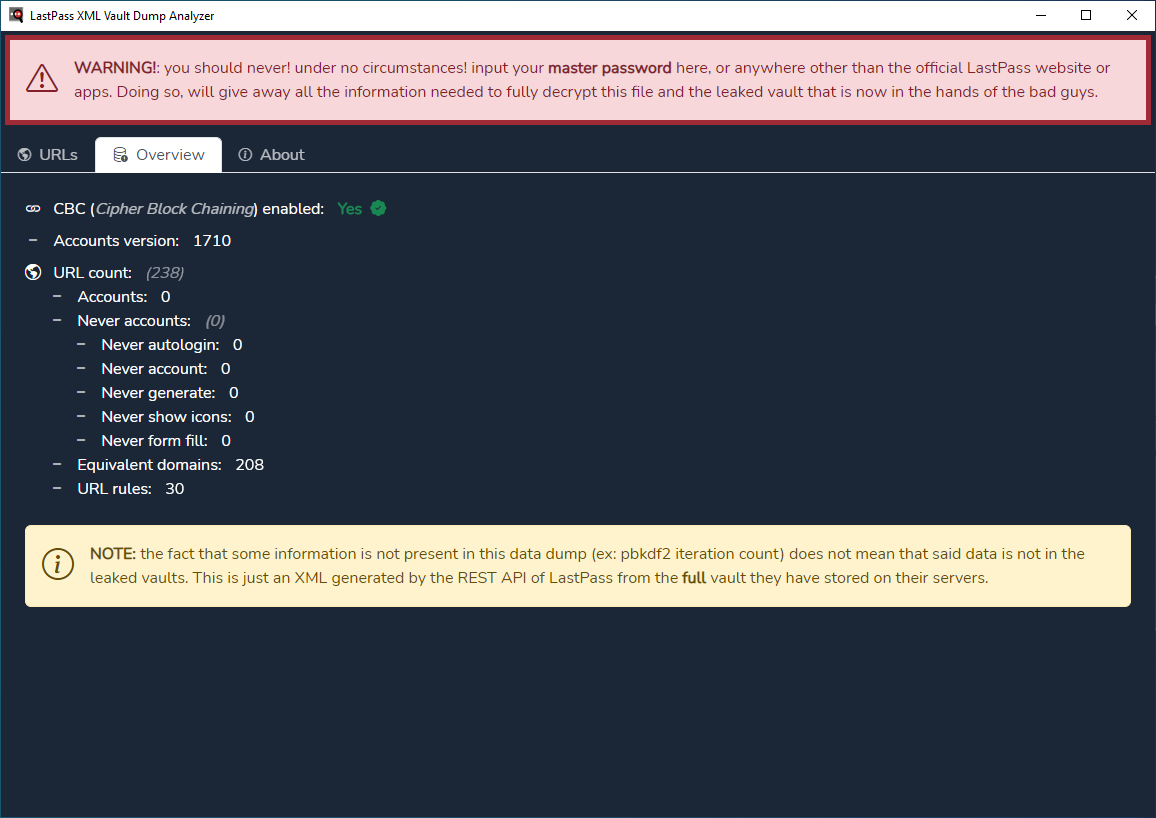 LastPass XML Vault Dump Analyzer
WARNING!: you should never! under no circumstances! input your master password here, or anywhere other than the official LastPass website or
apps. Doing so, will give away all the information needed to fully decrypt this file and the leaked vault that is now in the hands of the bad guys.
URLs Overview About
CBC (Cipher Block Chaining) enabled: Yes
– Accounts version: 1710
URL count: (238)
– Accounts: 0
– Never accounts: (0)
– Never autologin: 0
– Never account: 0
– Never generate: 0
– Never show icons: 0
– Never form fill: 0
– Equivalent domains: 208
– URL rules: 30
NOTE: the fact that some information is not present in this data dump (ex: pbkdf2 iteration count) does not mean that said data is not in the
leaked vaults. This is just an XML generated by the REST API of LastPass from the full vault they have stored on their servers.